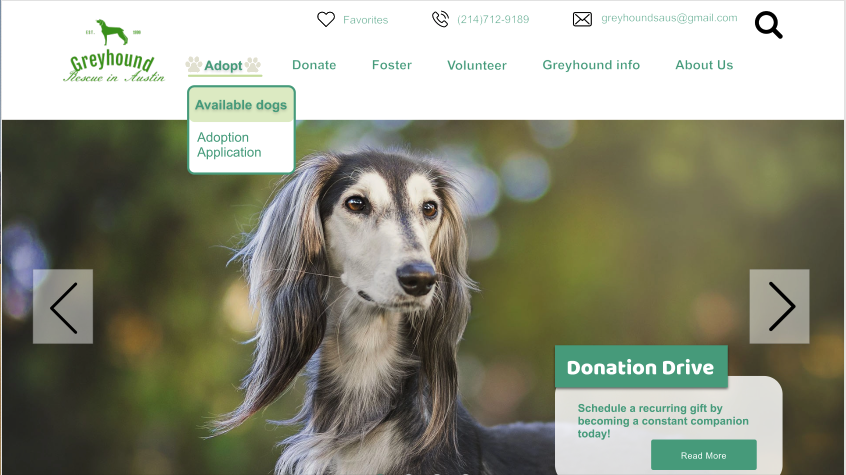 Favorites
(214)712-9189
greyhoundsaus@gmail.com
EST.
Greyhound
Rescue in Austin
Adopt
Donate
Foster
Volunteer
Greyhound info
About Us
Available dogs
Adoption
Application
Donation Drive
Schedule a recurring gift by
becoming a constant companion
today!
Read More